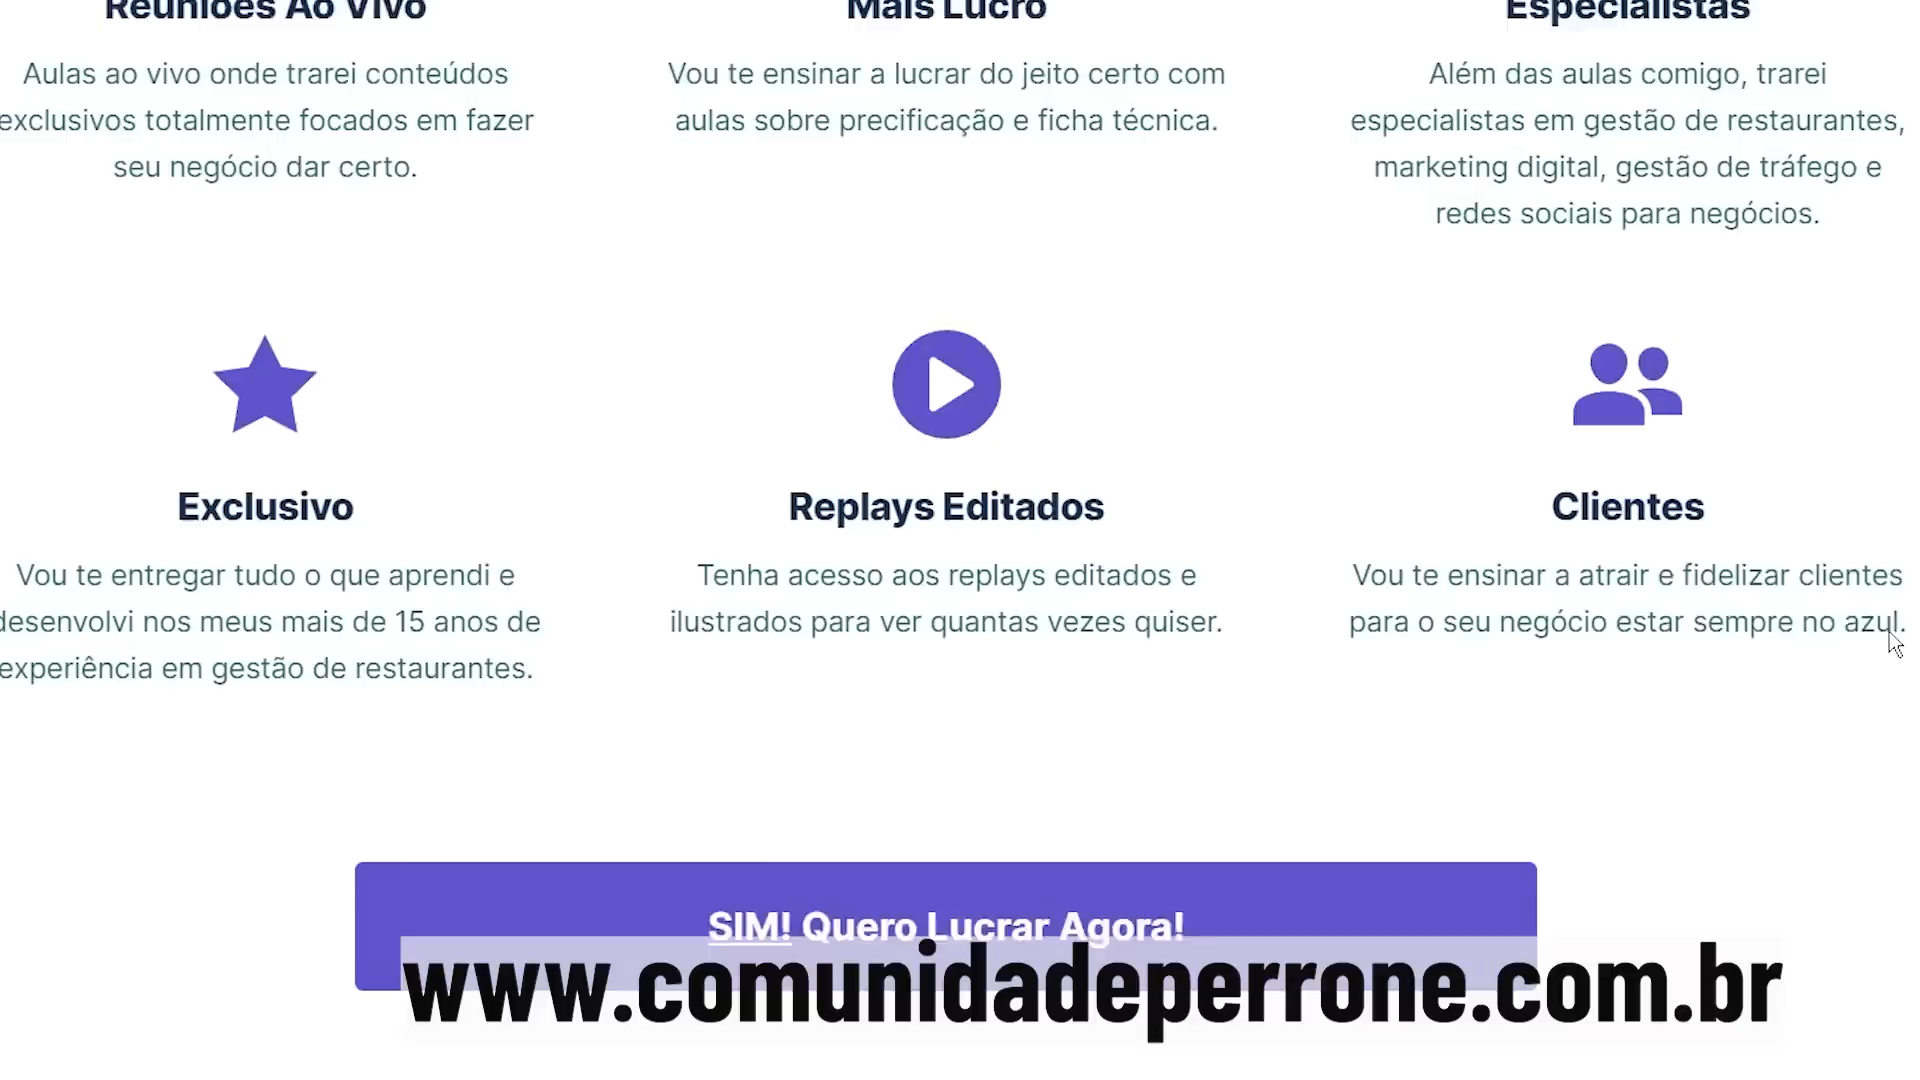 Reuniões Ao Vivo
Aulas ao vivo onde trarei conteúdos
exclusivos totalmente focados em fazer
seu negócio dar certo.
Mais Lucro
Vou te ensinar a lucrar do jeito certo com
aulas sobre precificação e ficha técnica.
Especialistas
Além das aulas comigo, trarei
especialistas em gestão de restaurantes,
marketing digital, gestão de tráfego e
redes sociais para negócios.
Exclusivo
Vou te entregar tudo o que aprendi e
desenvolvi nos meus mais de 15 anos de
experiência em gestão de restaurantes.
Replays Editados
Tenha acesso aos replays editados e
ilustrados para ver quantas vezes quiser.
Clientes
Vou te ensinar a atrair e fidelizar clientes
para o seu negócio estar sempre no azul.
SIM! Quero Lucrar Agora!
www.comunidadeperrone.com.br